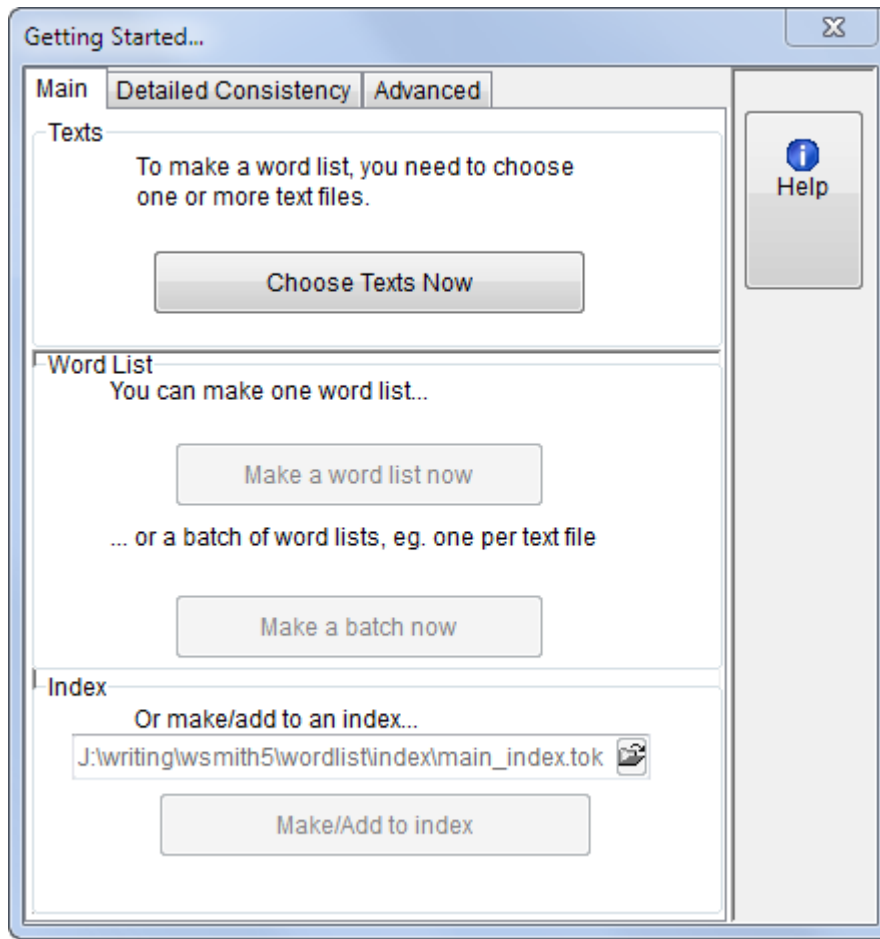 Getting Started...
Main
Detailed Consistency
Advanced
Texts
To make a word list, you need to choose
one or more text files.
Choose Texts Now
Word List
You can make one word list...
Make a word list now
... or a batch of word lists, eg. one per text file
Make a batch now
Index
Or make/add to an index...
J:\writing\wsmith5\wordlist\index\main_index.tok
Make/Add to index
Help